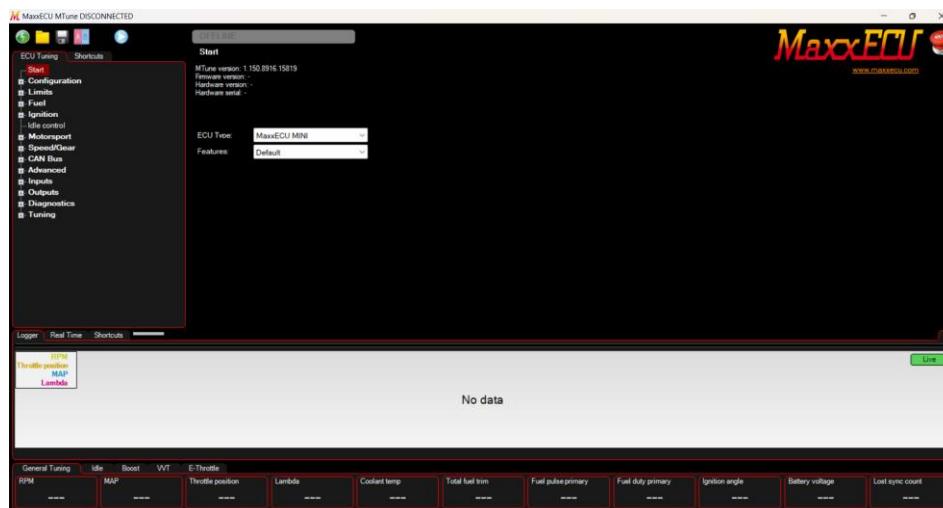 MaxxECU MTune DISCONNECTED
OFFLINE
MaxxECU
www.maxxecu.com
ECU Tuning Shortcuts
Start
Configuration
Limits
Fuel
Ignition
Idle control
Motorsport
Speed/Gear
CAN Bus
Advanced
Inputs
Outputs
Diagnostics
Tuning
Start
MTune version: 1.150.8916.15819
Firmware version: -
Hardware version: -
Hardware serial: -
ECU Type: MaxxECU MINI
Features: Default
Logger Real Time Shortcuts
RPM
Throttle position
MAP
Lambda
Live
No data
General Tuning Idle Boost VVT E-Throttle
RPM MAP Throttle position Lambda Coolant temp Total fuel trim Fuel pulse primary Fuel duty primary Ignition angle Battery voltage Lost sync count
--- --- --- --- --- --- --- --- --- --- ---